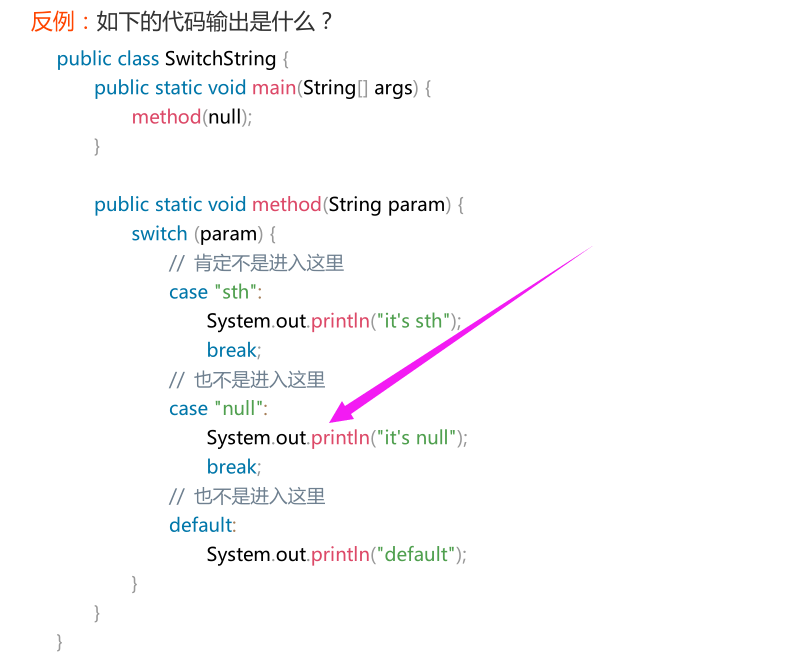 反例：如下的代码输出是什么？
public class SwitchString {
public static void main(String[] args) {
method(null);
}
public static void method(String param) {
switch (param) {
// 肯定不是进入这里
case "sth":
System.out.println("it's sth");
break;
// 也不是进入这里
case "null":
System.out.println("it's null");
break;
// 也不是进入这里
default:
System.out.println("default");
}
}
}